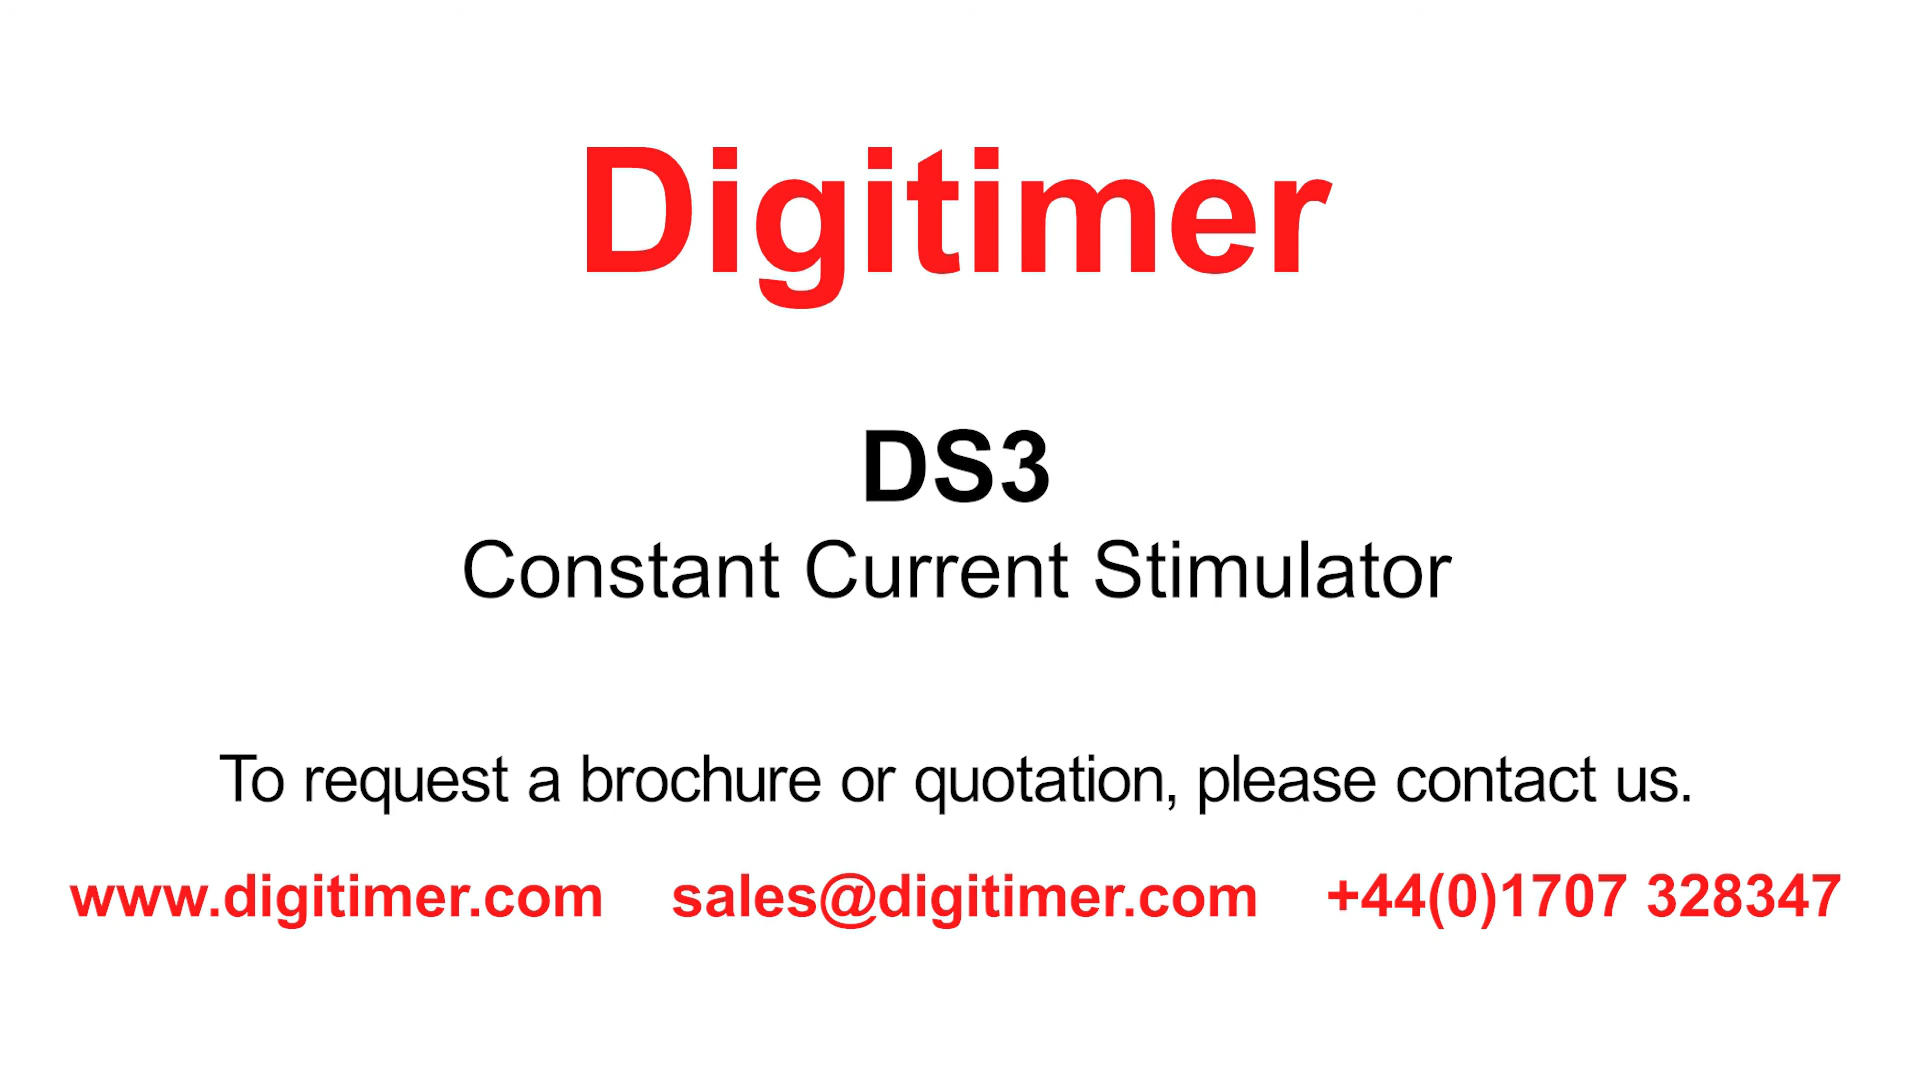 Digitimer
DS3
Constant Current Stimulator
To request a brochure or quotation, please contact us.
www.digitimer.com sales@digitimer.com +44(0)1707 328347